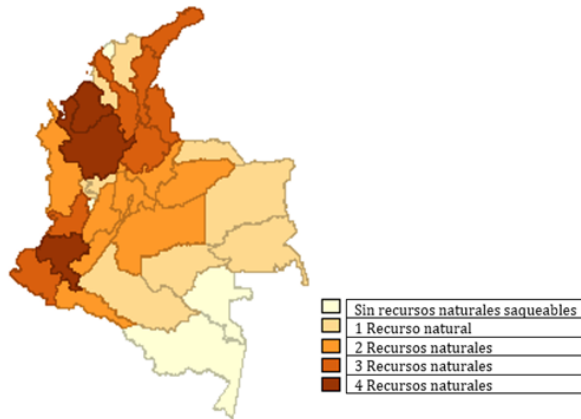 Sin recursos naturales saqueables
1 Recurso natural
2 Recursos naturales
3 Recursos naturales
4 Recursos naturales